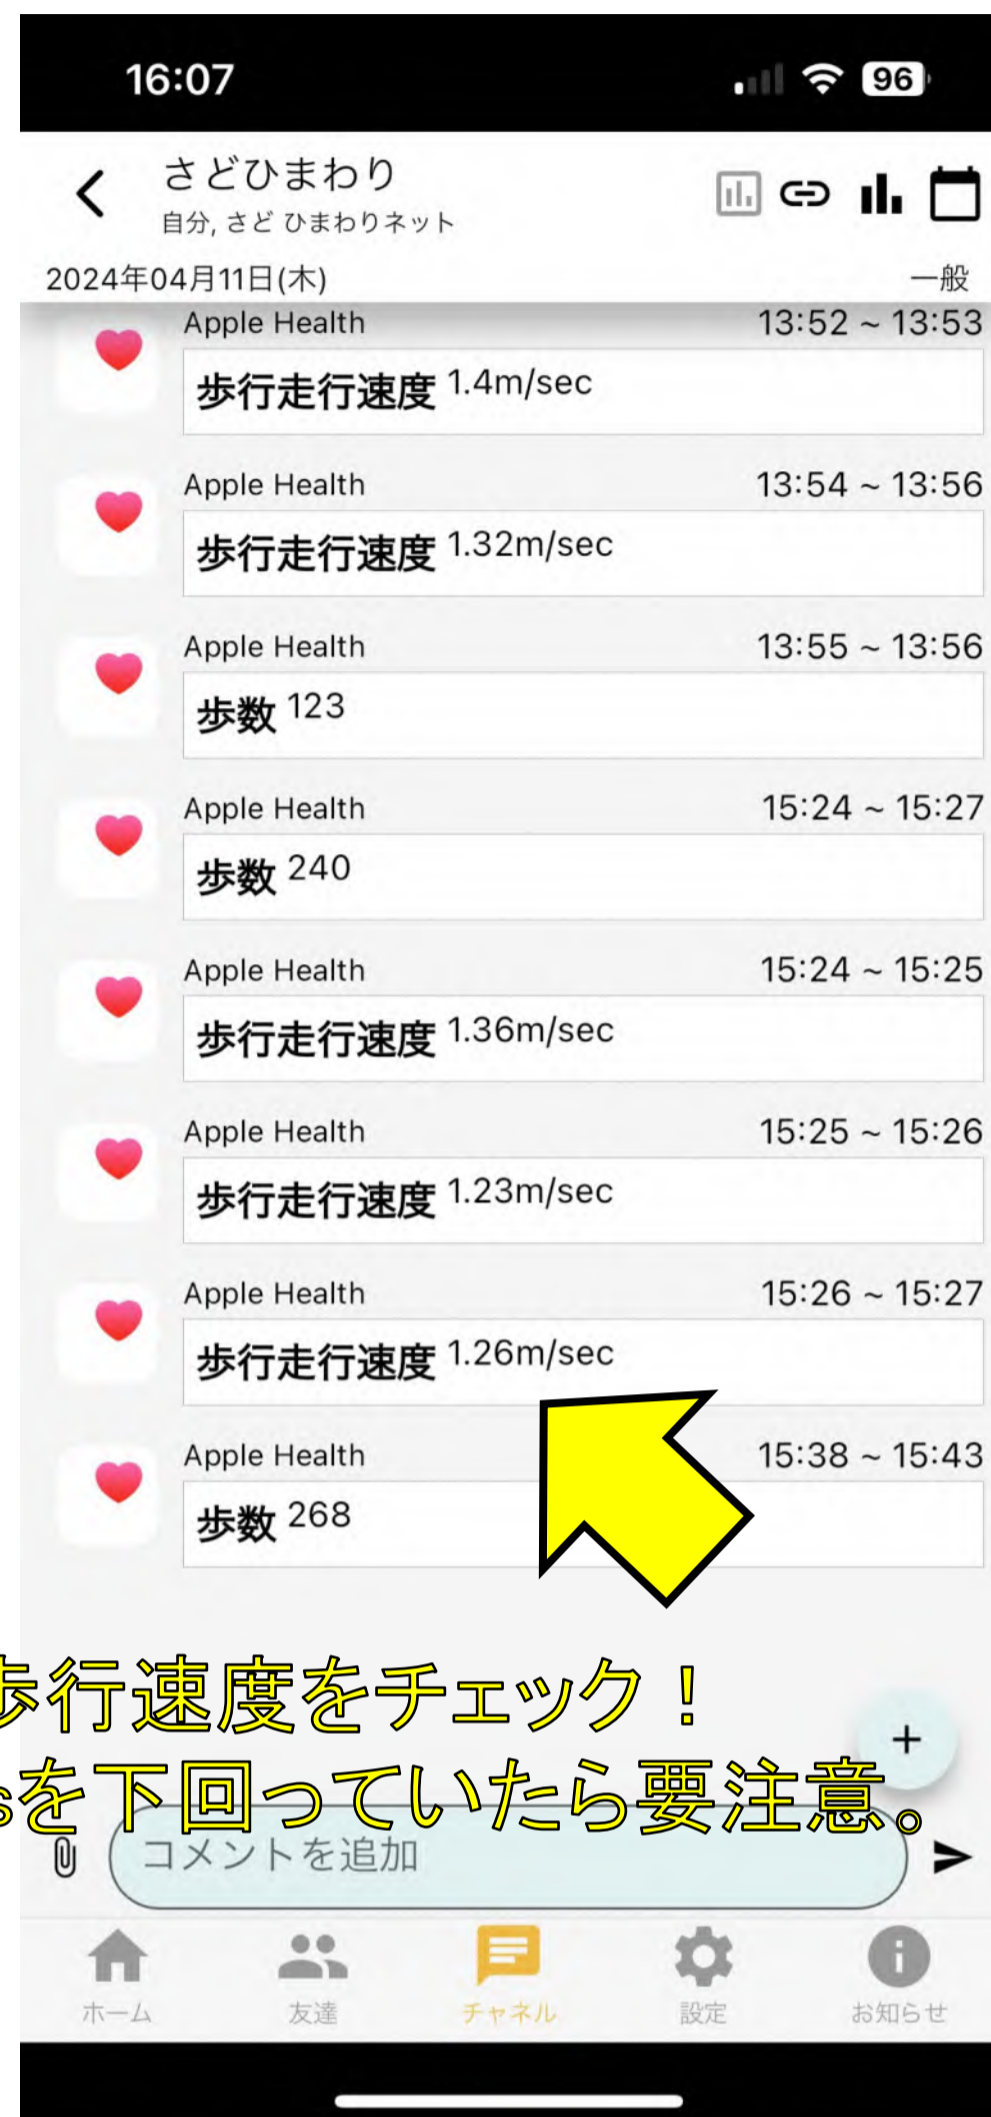 16:07
96
さどひまわり
自分, さど ひまわりネット
2024年04月11日(木) 一般
Apple Health 13:52 ~ 13:53
歩行走行速度 1.4m/sec
Apple Health 13:54 ~ 13:56
歩行走行速度 1.32m/sec
Apple Health 13:55 ~ 13:56
歩数 123
Apple Health 15:24 ~ 15:27
歩数 240
Apple Health 15:24 ~ 15:25
歩行走行速度 1.36m/sec
Apple Health 15:25 ~ 15:26
歩行走行速度 1.23m/sec
Apple Health 15:26 ~ 15:27
歩行走行速度 1.26m/sec
Apple Health 15:38 ~ 15:43
歩数 268
歩行速度をチェック！
sを下回っていたら要注意。
コメントを追加
ホーム 友達 チャネル 設定 お知らせ